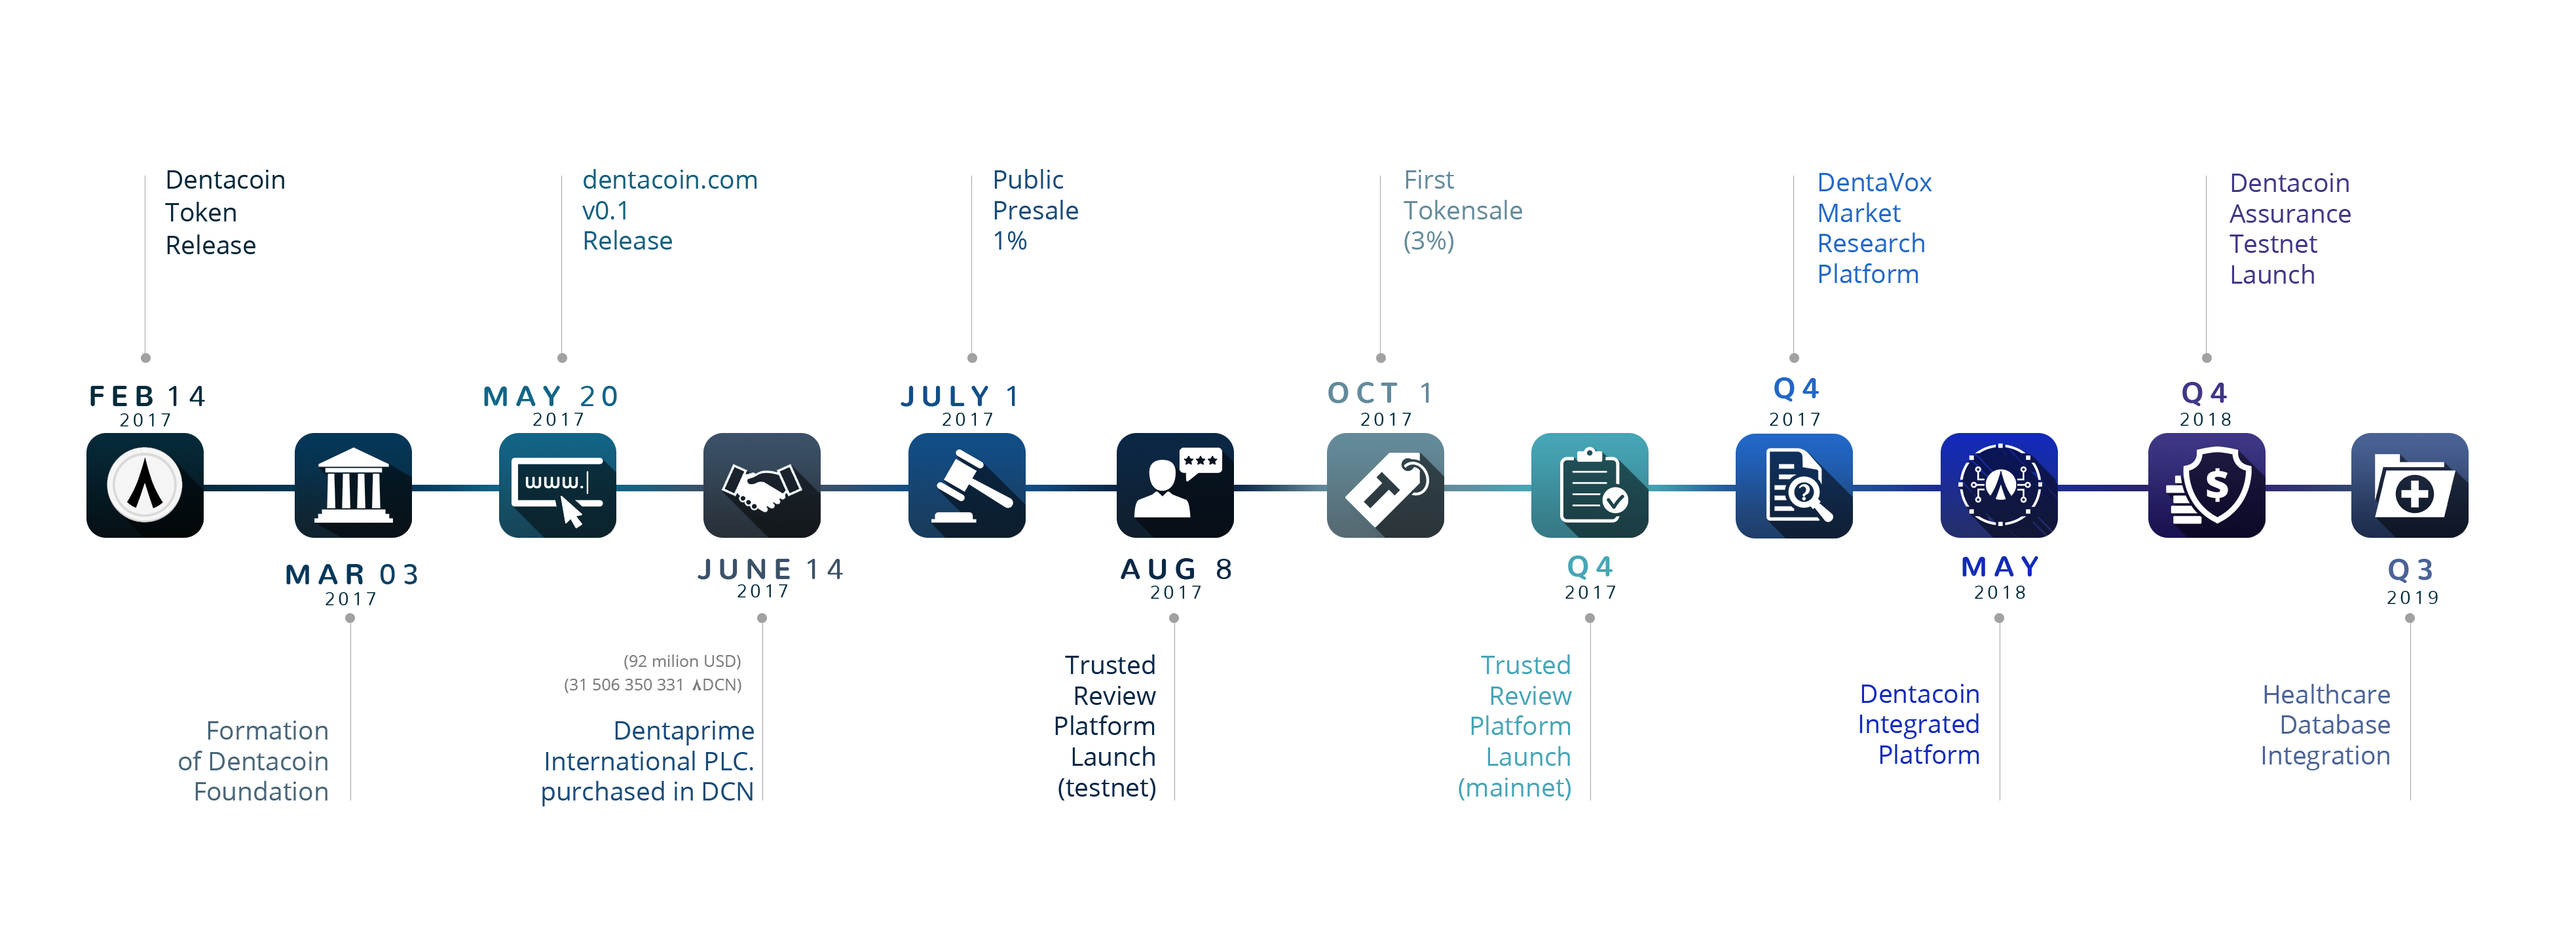 Dentacoin
Token
Release
FEB 14
2017
MAR 03
2017
Formation
of Dentacoin
Foundation
dentacoin.com
v0.1
Release
MAY 20
2017
www.|
JUNE 14
2017
(92 milion USD)
(31 506 350 331 ⋏DCN)
Dentaprime
International PLC.
purchased in DCN
Public
Presale
1%
JULY 1
2017
AUG 8
2017
Trusted
Review
Platform
Launch
(testnet)
First
Tokensale
(3%)
OCT 1
2017
T
Q4
2017
Trusted
Review
Platform
Launch
(mainnet)
DentaVox
Market
Research
Platform
Q4
2017
?
MAY
2018
Dentacoin
Integrated
Platform
Dentacoin
Assurance
Testnet
Launch
Q4
2018
$
Q3
2019
Healthcare
Database
Integration